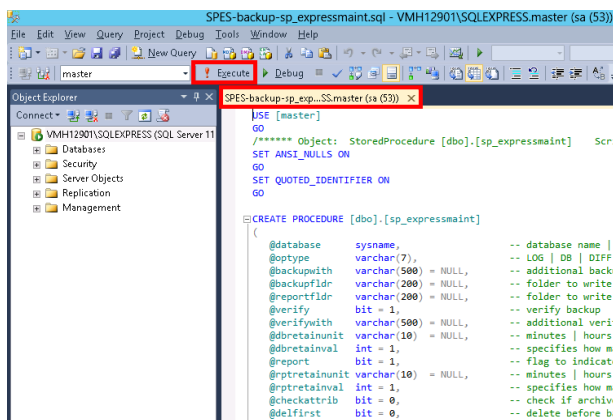 SPES-backup-sp_expressmaint.sql - VMH12901\SQLEXPRESS.master (sa (53))
File Edit View Query Project Debug Tools Window Help
New Query
master Execute Debug
Object Explorer
SPES-backup-sp_exp...SS.master (sa (53))
Connect
VMH12901\SQLEXPRESS (SQL Server 11
Databases
Security
Server Objects
Replication
Management
USE [master]
GO
/****** Object: StoredProcedure [dbo].[sp_expressmaint] Scr
SET ANSI_NULLS ON
GO
SET QUOTED_IDENTIFIER ON
GO
CREATE PROCEDURE [dbo].[sp_expressmaint]
(
@database sysname, -- database name |
@optype varchar(7), -- LOG | DB | DIFF
@backupwith varchar(500) = NULL, -- additional back
@backupfldr varchar(200) = NULL, -- folder to write
@reportfldr varchar(200) = NULL, -- folder to write
@verify bit = 1, -- verify backup
@verifywith varchar(500) = NULL, -- additional veri
@dbretainunit varchar(10) = NULL, -- minutes | hours
@dbretainval int = 1, -- specifies how m
@report bit = 1, -- flag to indicat
@rptretainunit varchar(10) = NULL, -- minutes | hours
@rptretainval int = 1, -- specifies how m
@checkattrib bit = 0, -- check if archiv
@delfirst bit = 0, -- delete before b